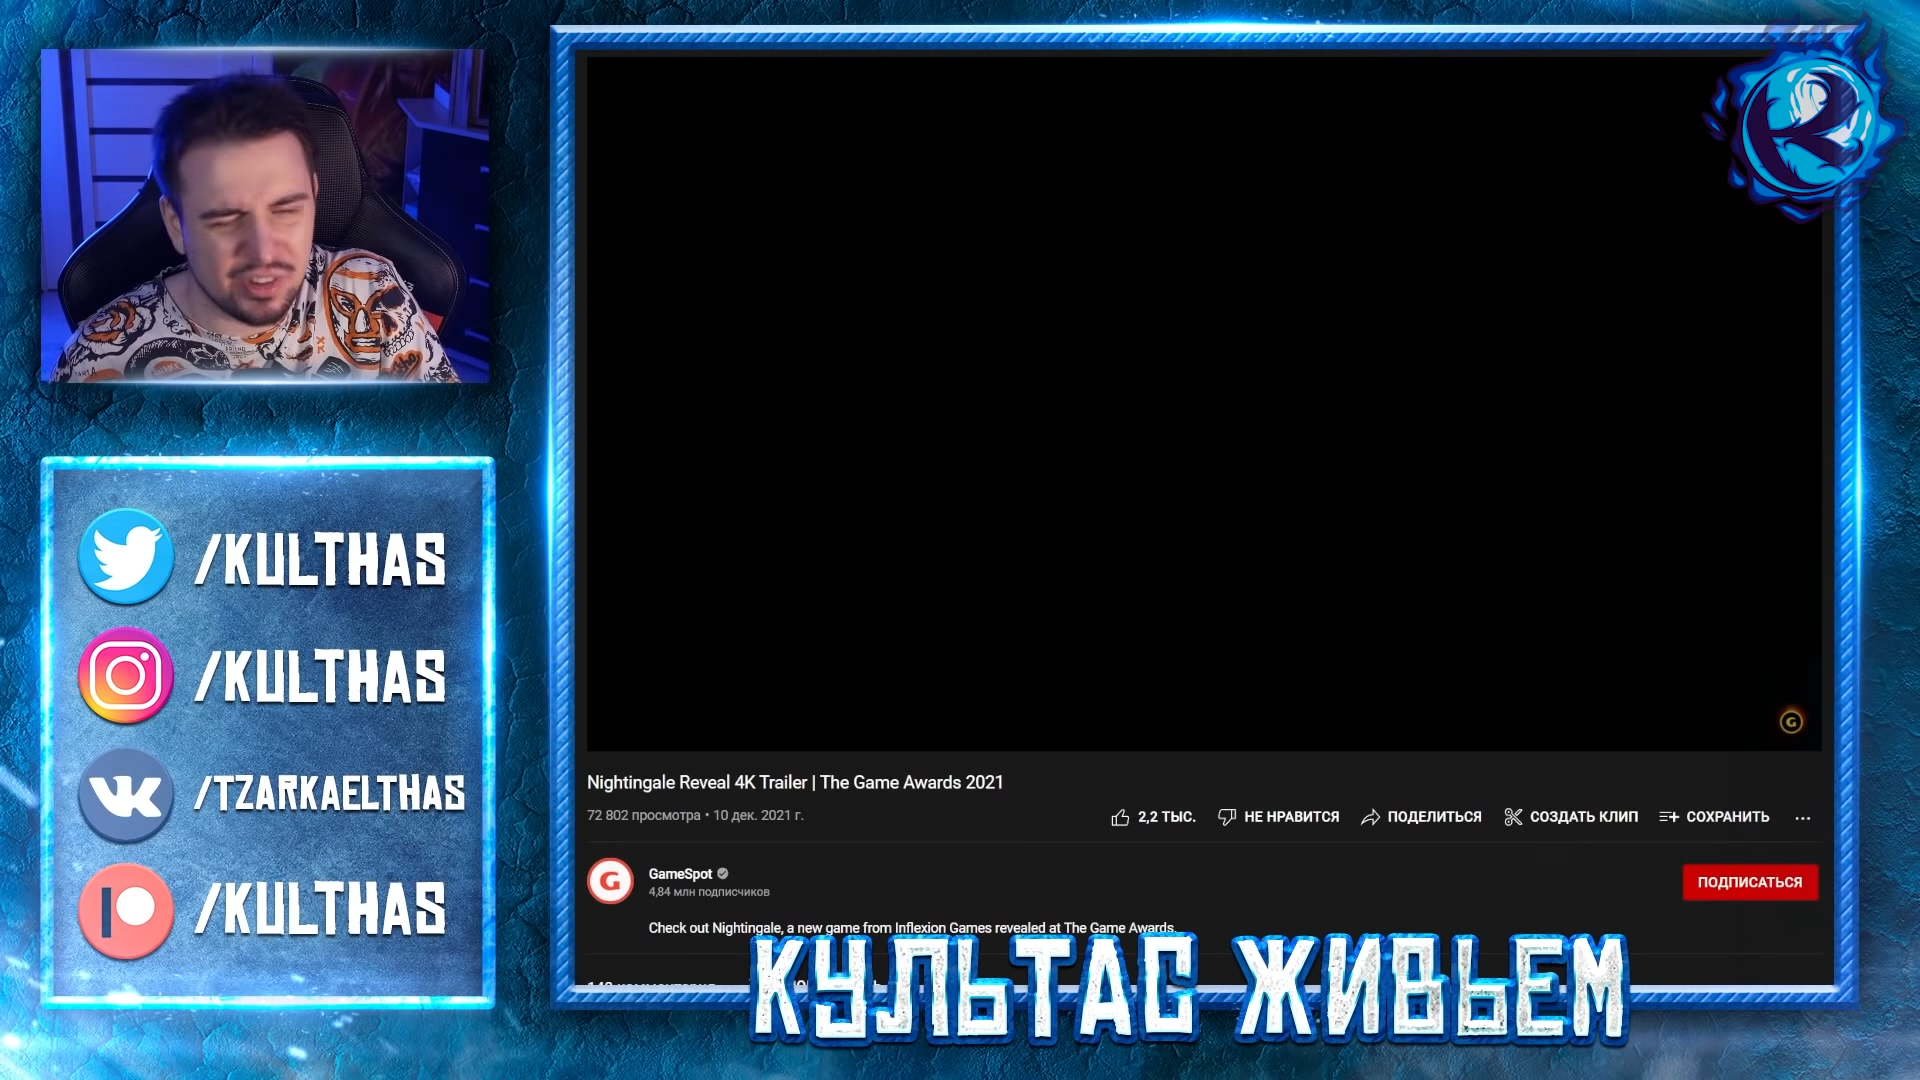 /KULTHAS
/KULTHAS
/TZARKAELTHAS
/KULTHAS
Nightingale Reveal 4K Trailer | The Game Awards 2021
72 802 просмотра • 10 дек. 2021 г.
2,2 ТЫС.
НЕ НРАВИТСЯ
ПОДЕЛИТЬСЯ
СОЗДАТЬ КЛИП
СОХРАНИТЬ
G
GameSpot
4,84 млн подписчиков
ПОДПИСАТЬСЯ
Check out Nightingale, a new game from Inflexion Games revealed at The Game Awards.
КУЛЬТАС ЖИВЬЕМ